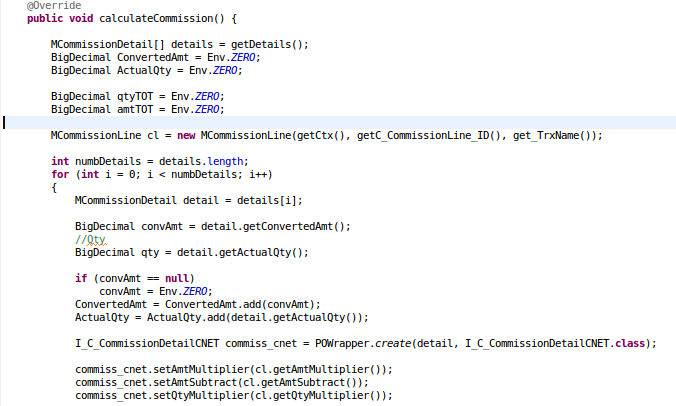 @Override
public void calculateCommission() {
MCommissionDetail[] details = getDetails();
BigDecimal ConvertedAmt = Env.ZERO;
BigDecimal ActualQty = Env.ZERO;
BigDecimal qtyTOT = Env.ZERO;
BigDecimal amtTOT = Env.ZERO;
MCommissionLine cl = new MCommissionLine(getCtx(), getC_CommissionLine_ID(), get_TrxName());
int numbDetails = details.length;
for (int i = 0; i < numbDetails; i++)
{
MCommissionDetail detail = details[i];
BigDecimal convAmt = detail.getConvertedAmt();
//Qty
BigDecimal qty = detail.getActualQty();
if (convAmt == null)
convAmt = Env.ZERO;
ConvertedAmt = ConvertedAmt.add(convAmt);
ActualQty = ActualQty.add(detail.getActualQty());
I_C_CommissionDetailCNET commiss_cnet = POWrapper.create(detail, I_C_CommissionDetailCNET.class);
commiss_cnet.setAmtMultiplier(cl.getAmtMultiplier());
commiss_cnet.setAmtSubtract(cl.getAmtSubtract());
commiss_cnet.setQtyMultiplier(cl.getQtyMultiplier());